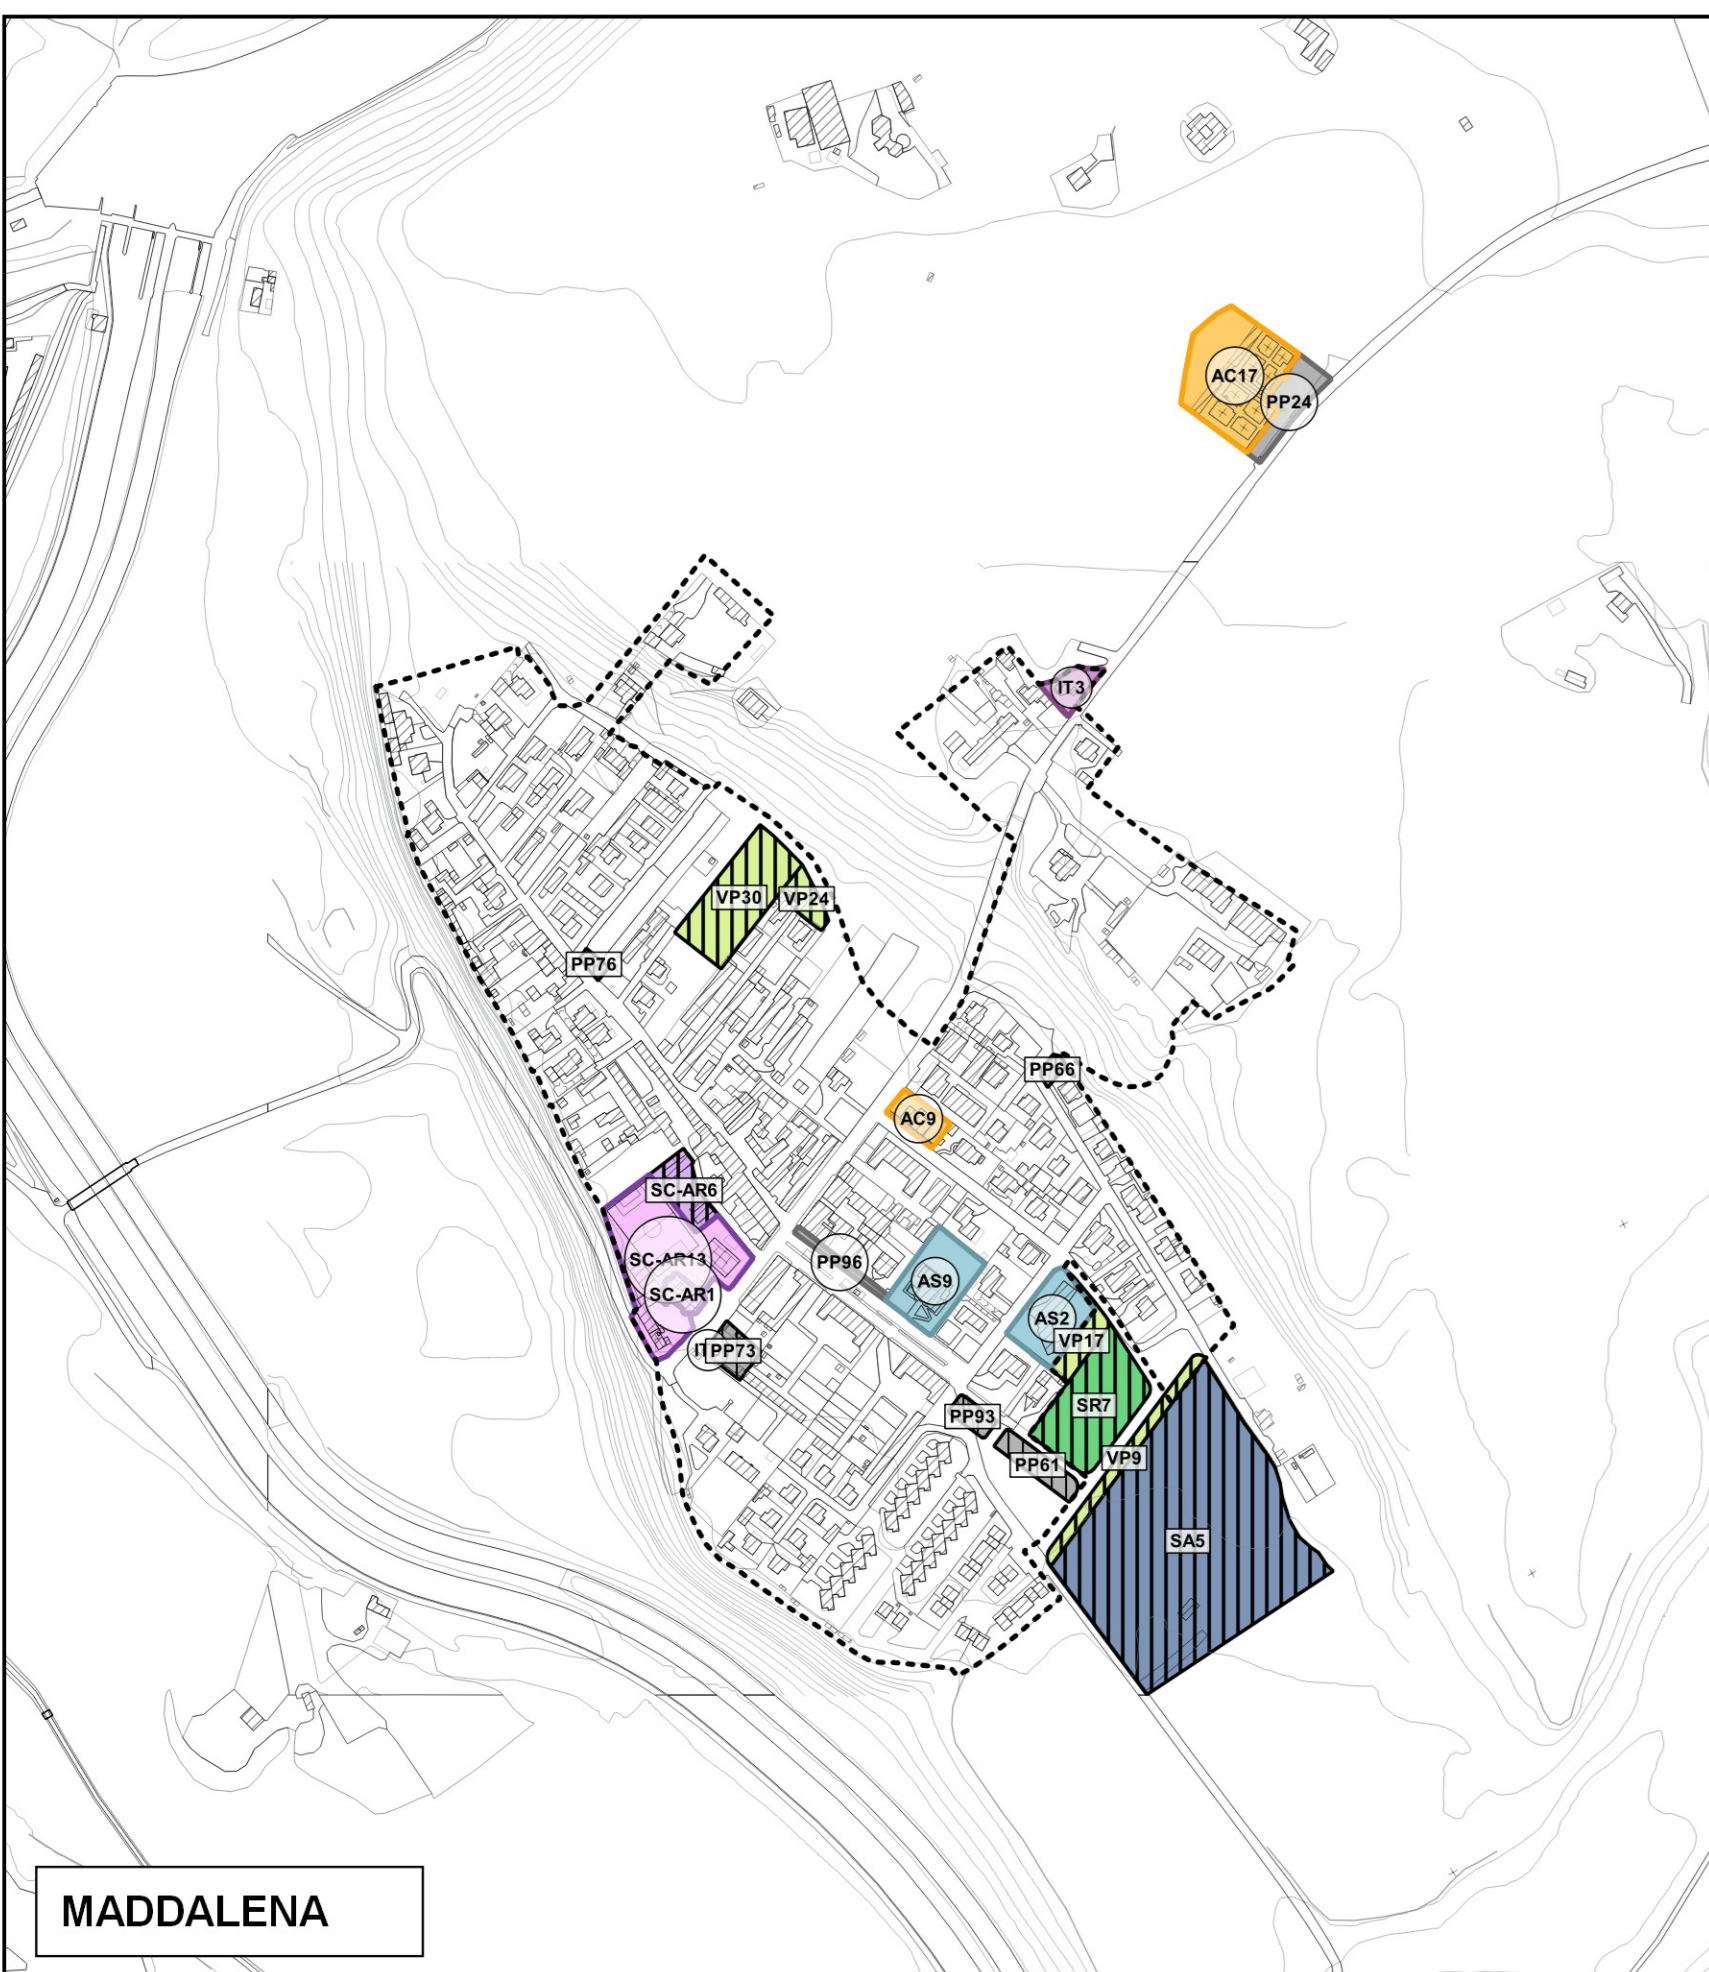 AC17
PP24
IT3
VP30
VP24
PP76
PP66
AC9
SC-AR6
SC-AR13
PP96
AS9
SC-AR1
AS2
VP17
PP73
SR7
PP93
VP9
PP61
SA5
MADDALENA